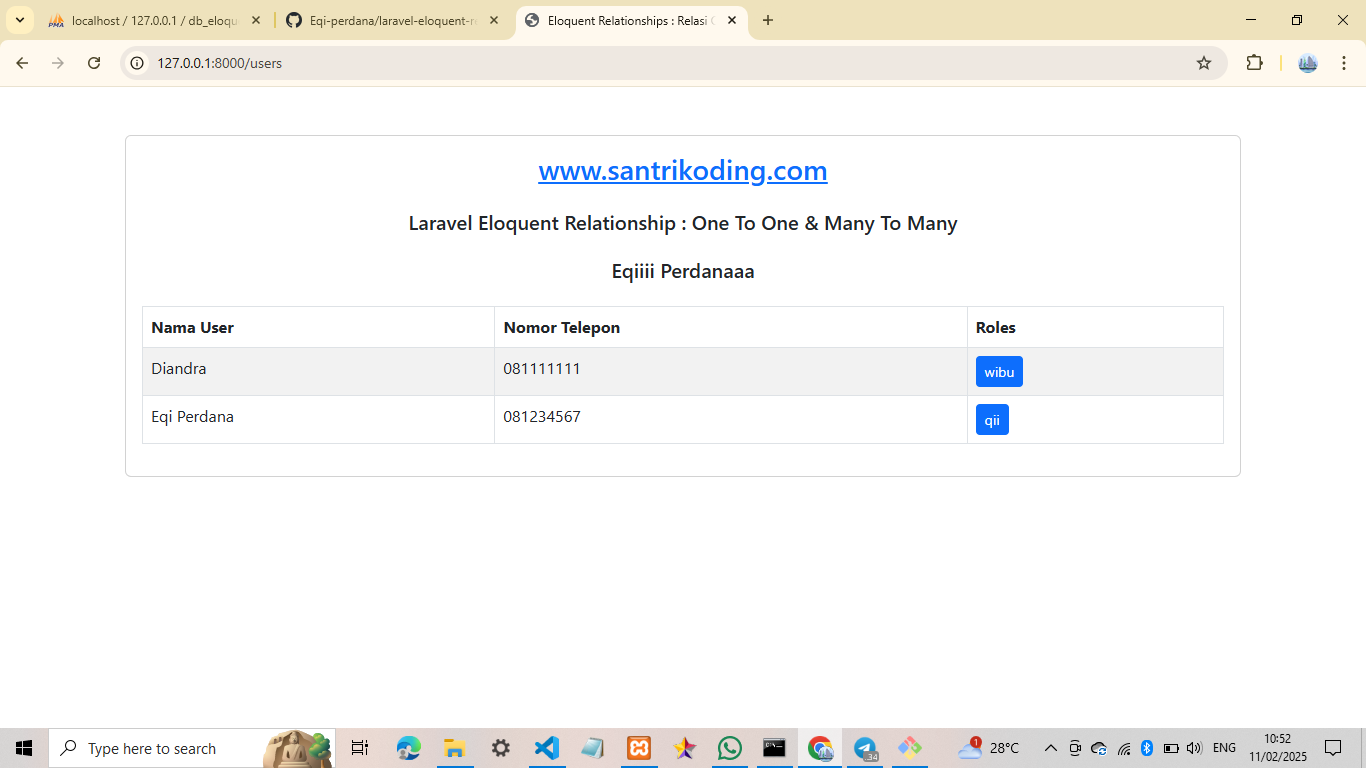 localhost / 127.0.0.1 / db_eloqu
Eqi-perdana/laravel-eloquent-r
Eloquent Relationships : Relasi
127.0.0.1:8000/users
www.santrikoding.com
Laravel Eloquent Relationship : One To One & Many To Many
Eqiiii Perdanaaa
Nama User Nomor Telepon Roles
Diandra 081111111 wibu
Eqi Perdana 081234567 qii
Type here to search
1
28°C
34
ENG
10:52
11/02/2025